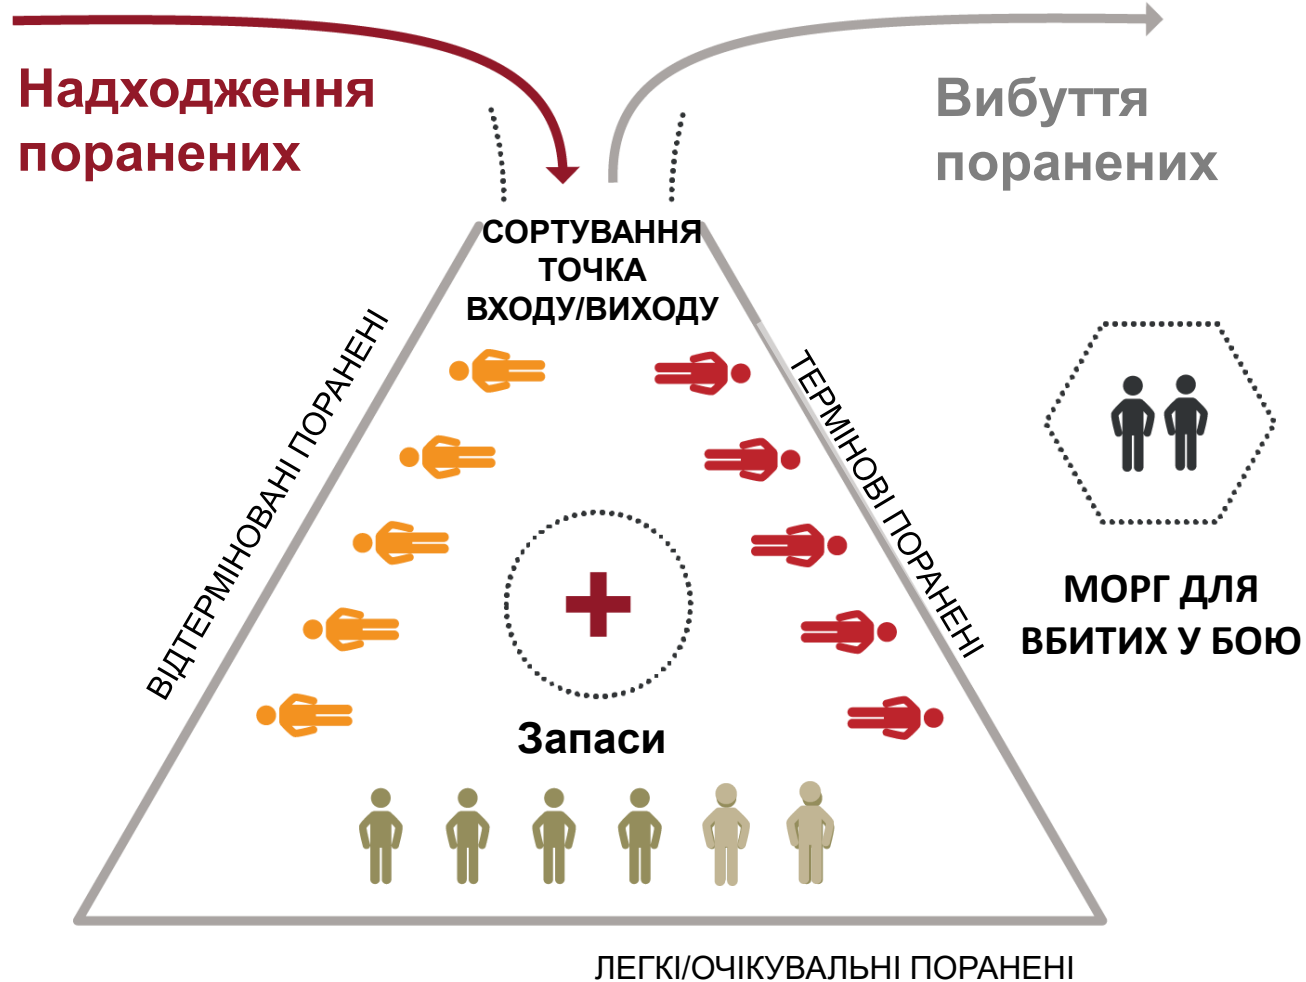 Надходження
поранених
Вибуття
поранених
СОРТУВАННЯ
ТОЧКА
ВХОДУ/ВИХОДУ
ВІДТЕРМІНОВАНІ ПОРАНЕНІ
ТЕРМІНОВІ ПОРАНЕНІ
МОРГ ДЛЯ
ВБИТИХ У БОЮ
Запаси
ЛЕГКІ/ОЧІКУВАЛЬНІ ПОРАНЕНІ